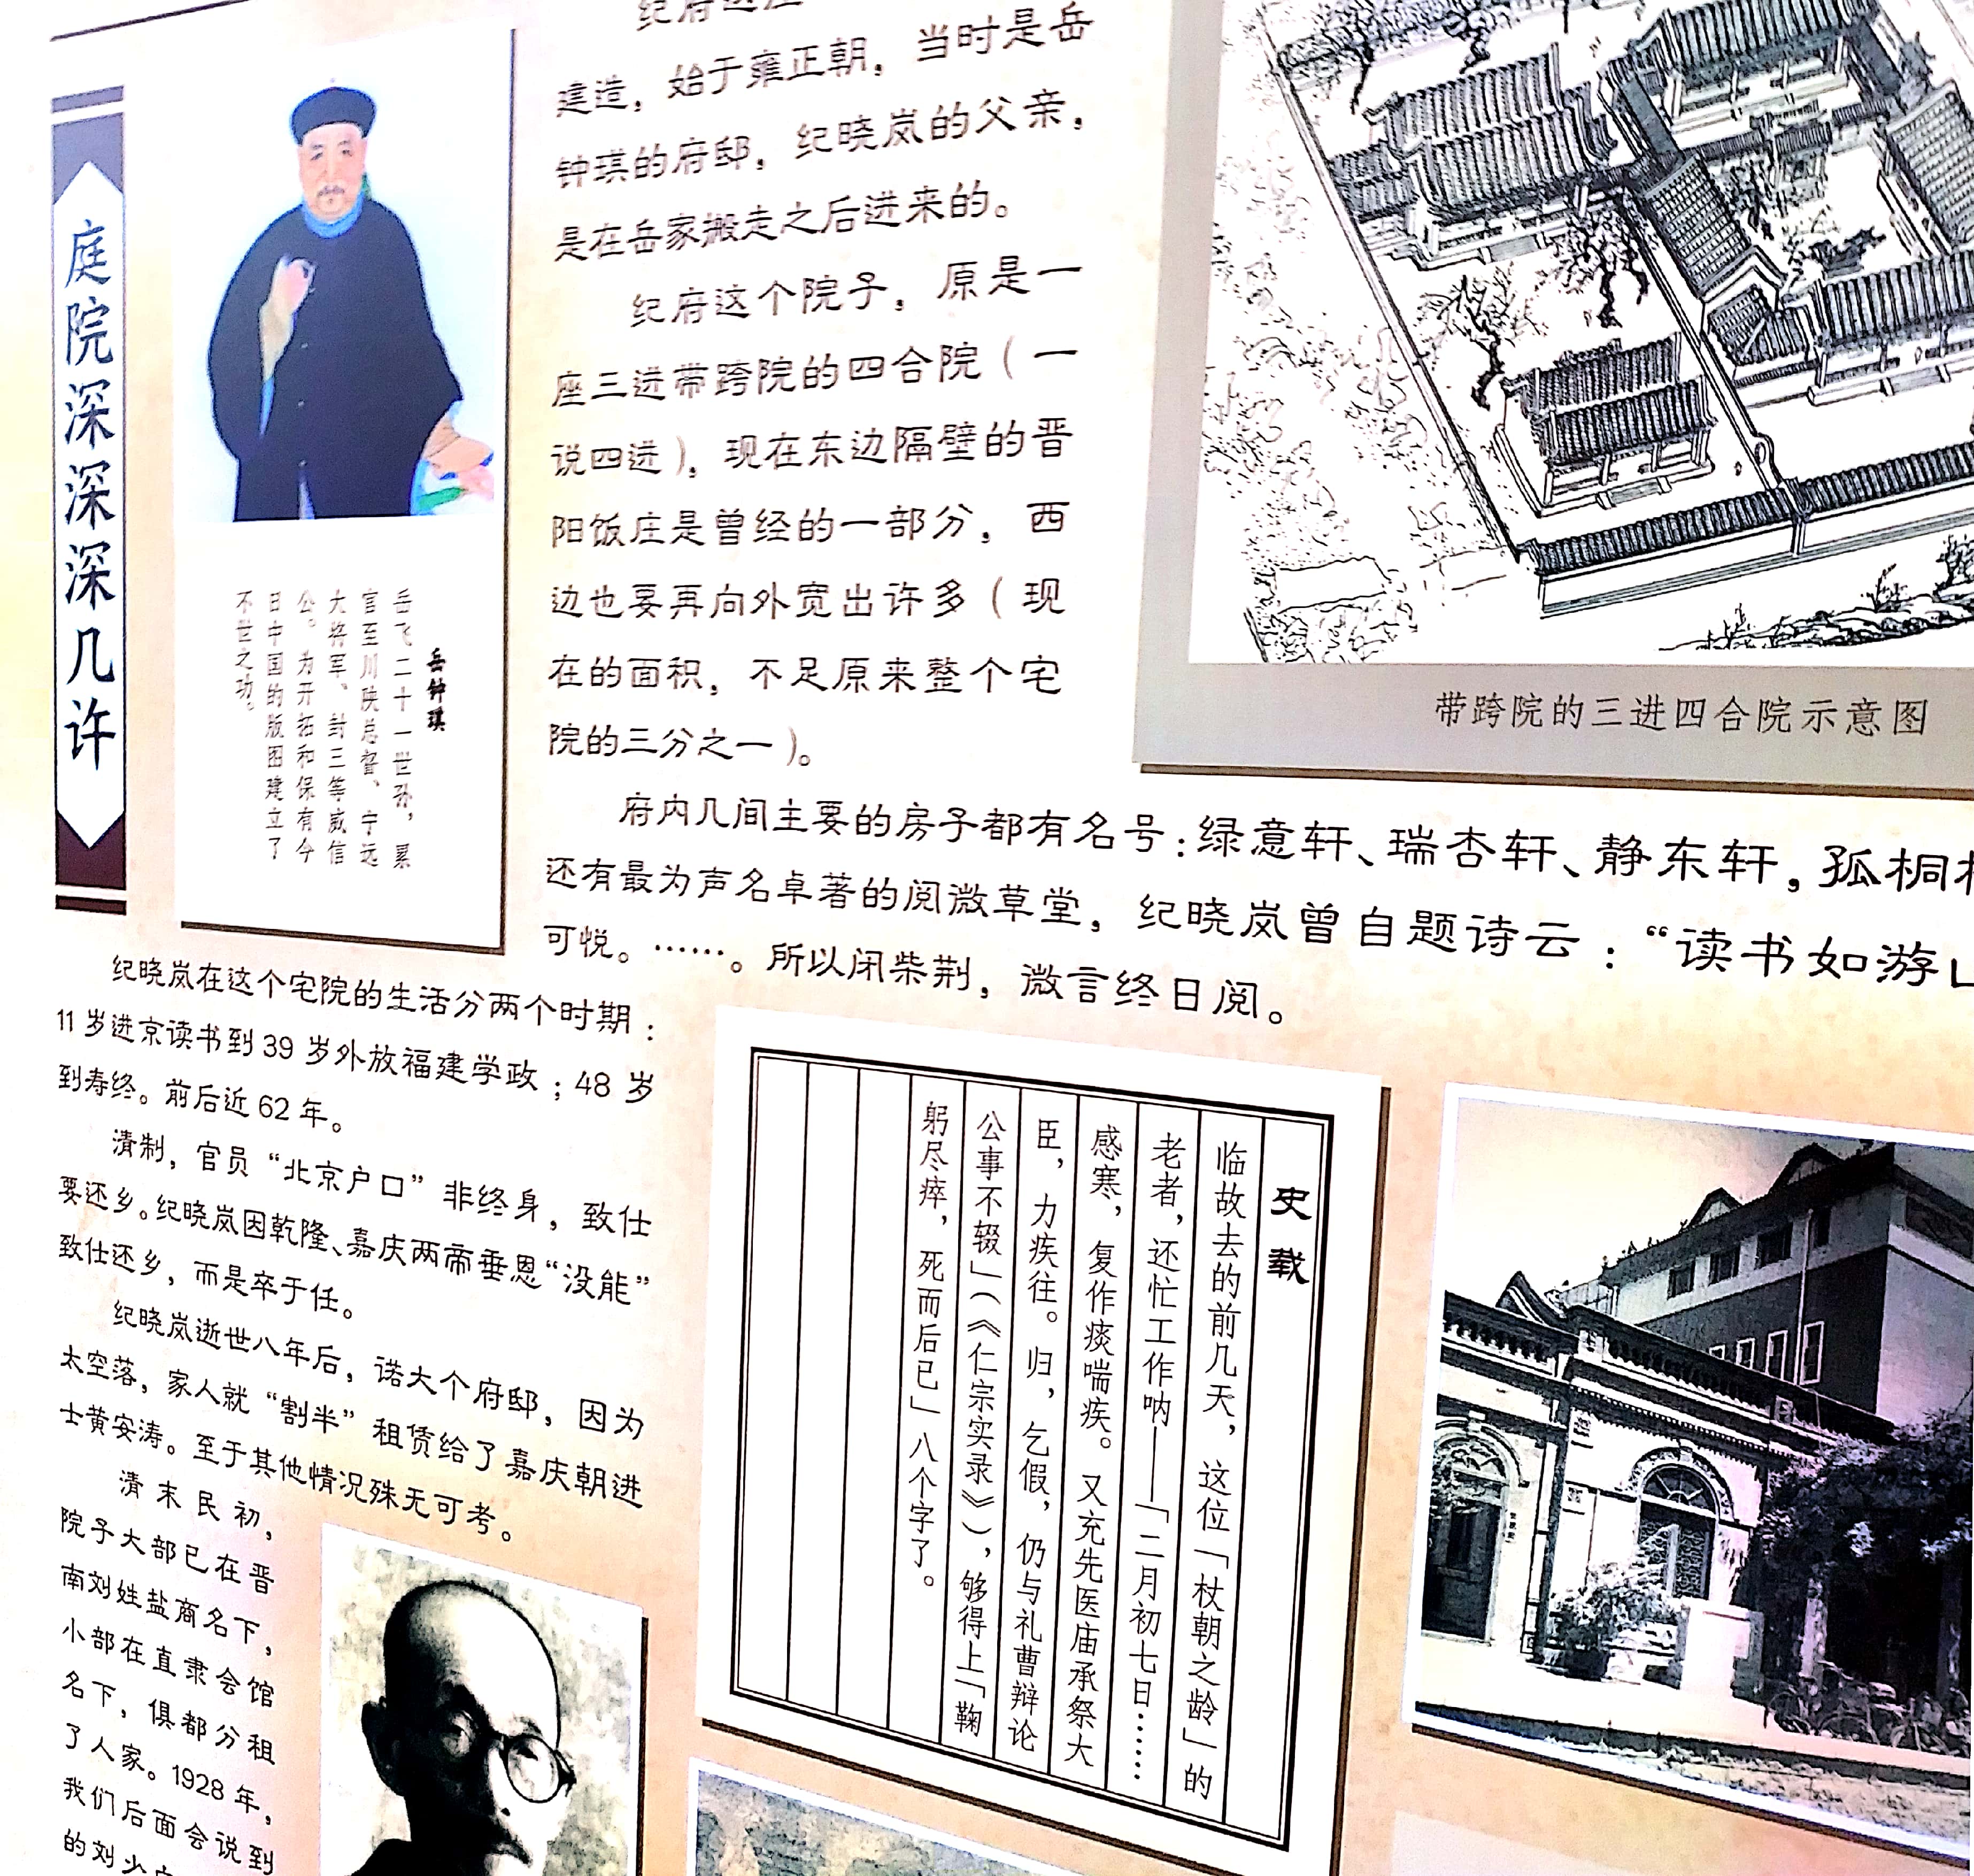 庭院深深深几许
纪府这座
建造，始于雍正朝，当时是岳
钟琪的府邸，纪晓岚的父亲，
是在岳家搬走之后进来的。
纪府这个院子，原是一
座三进带跨院的四合院（一
说四进），现在东边隔壁的晋
阳饭庄是曾经的一部分，西
边也要再向外宽出许多（现
在的面积，不足原来整个宅
院的三分之一）。
府内几间主要的房子都有名号：绿意轩、瑞杏轩、静东轩，孤桐
还有最为声名卓著的阅微草堂，纪晓岚曾自题诗云：“读书如游山
可悦。……。所以闭柴荆，微言终日阅。
岳钟琪
岳飞二十一世孙，累
官至川陕总督、宁远
大将军、封三等威信
公。为开拓和保有今
日中国的版图建立了
不世之功。
带跨院的三进四合院示意图
纪晓岚在这个宅院的生活分两个时期：
11 岁进京读书到 39 岁外放福建学政；48 岁
到寿终。前后近 62 年。
清制，官员“北京户口”非终身，致仕
要还乡。纪晓岚因乾隆、嘉庆两帝垂恩“没能”
致仕还乡，而是卒于任。
纪晓岚逝世八年后，诺大个府邸，因为
太空落，家人就“割半”租赁给了嘉庆朝进
士黄安涛。至于其他情况殊无可考。
清末民初，
院子大部已在晋
南刘姓盐商名下，
小部在直隶会馆
名下，俱都分租
了人家。1928 年，
我们后面会说到
的刘少
史载
临故去的前几天，这位「杖朝之龄」的
老者，还忙工作呐——「二月初七日……
感寒，复作痰喘疾。又充先医庙承祭大
臣，力疾往。归，乞假，仍与礼曹辩论
公事不辍」（《仁宗实录》），够得上「鞠
躬尽瘁，死而后已」八个字了。